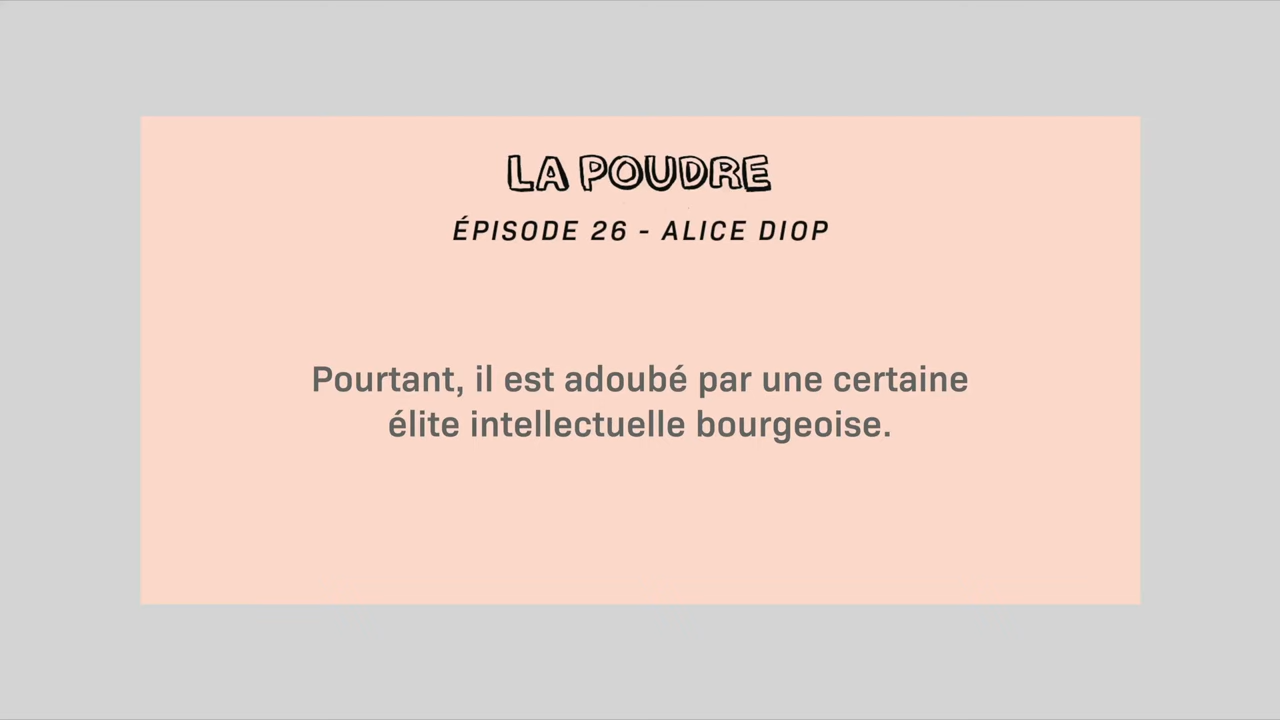 LA POUDRE
ÉPISODE 26 - ALICE DIOP
Pourtant, il est adoubé par une certaine
élite intellectuelle bourgeoise.